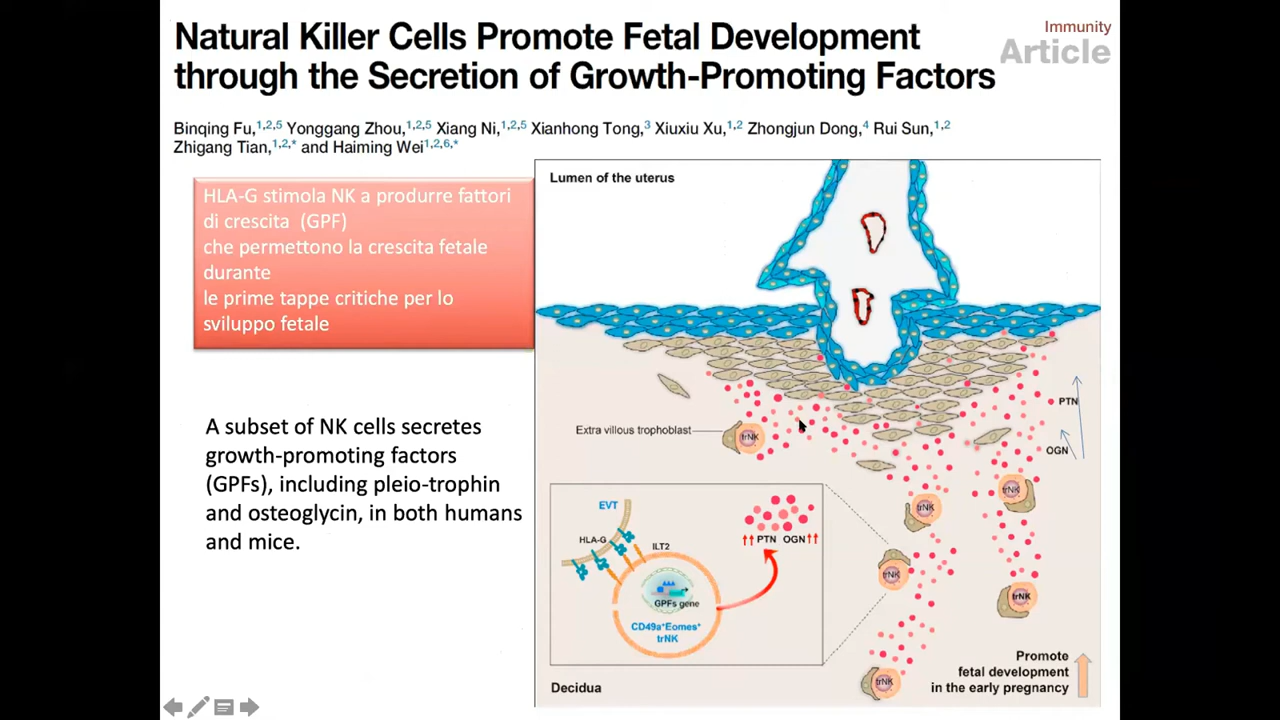 Natural Killer Cells Promote Fetal Development
through the Secretion of Growth-Promoting Factors
Immunity
Article
Binqing Fu,1,2,5 Yonggang Zhou,1,2,5 Xiang Ni,1,2,5 Xianhong Tong,3 Xiuxiu Xu,1,2 Zhongjun Dong,4 Rui Sun,1,2
Zhigang Tian,1,2,* and Haiming Wei1,2,6,*
HLA-G stimola NK a produrre fattori
di crescita (GPF)
che permettono la crescita fetale
durante
le prime tappe critiche per lo
sviluppo fetale
A subset of NK cells secretes
growth-promoting factors
(GPFs), including pleio-trophin
and osteoglycin, in both humans
and mice.
Lumen of the uterus
PTN
OGN
Extra villous trophoblast
trNK
trNK
trNK
trNK
trNK
trNK
EVT
HLA-G
ILT2
PTN OGN
GPFs gene
CD49a+Eomes+
trNK
Decidua
Promote
fetal development
in the early pregnancy